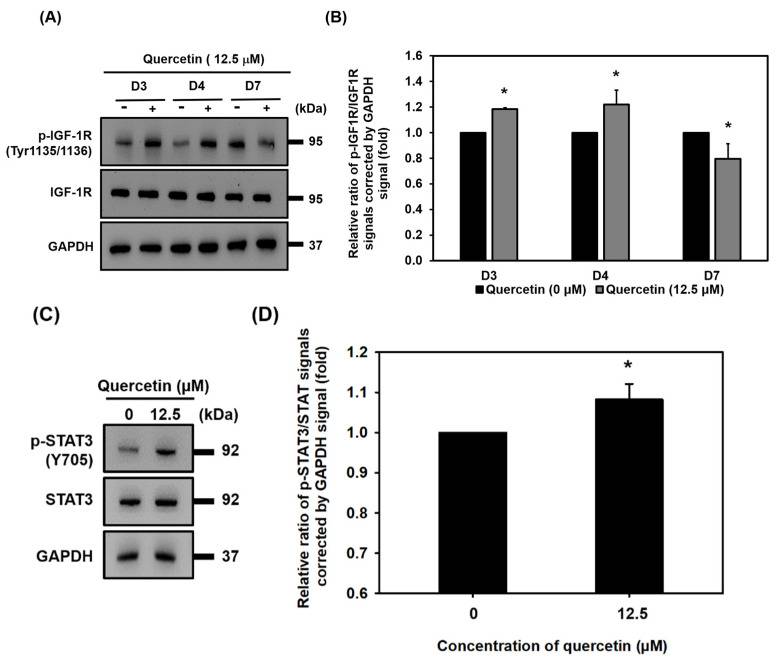 (A)
Quercetin ( 12.5 µM)
D3 D4 D7
- + - + - + (kDa)
p-IGF-1R
(Tyr1135/1136)
95
IGF-1R
95
GAPDH
37
(B)
Relative ratio of p-IGF1R/IGF1R
signals corrected by GAPDH
signal (fold)
1.6
1.4
1.2
1.0
0.8
0.6
0.4
0.2
0.0
* * *
D3 D4 D7
Quercetin (0 µM) Quercetin (12.5 µM)
(C)
Quercetin (µM)
0 12.5 (kDa)
p-STAT3
(Y705)
92
STAT3
92
GAPDH
37
(D)
Relative ratio of p-STAT3/STAT signals
corrected by GAPDH signal (fold)
1.2
1.1
1.0
0.9
0.8
0.7
0.6
*
0 12.5
Concentration of quercetin (µM)